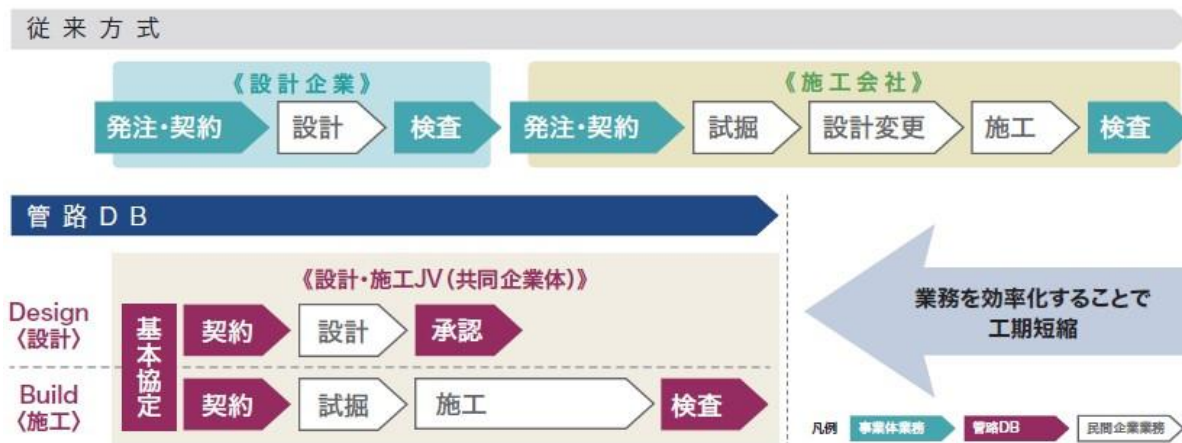 従来方式
《設計企業》
《施工会社》
発注・契約
設計
検査
発注・契約
試掘
設計変更
施工
検査
管路DB
《設計・施工JV(共同企業体)》
Design
〈設計〉
基本協定
契約
設計
承認
Build
〈施工〉
契約
試掘
施工
検査
業務を効率化することで
工期短縮
凡例
事業体業務
管路DB
民間企業業務